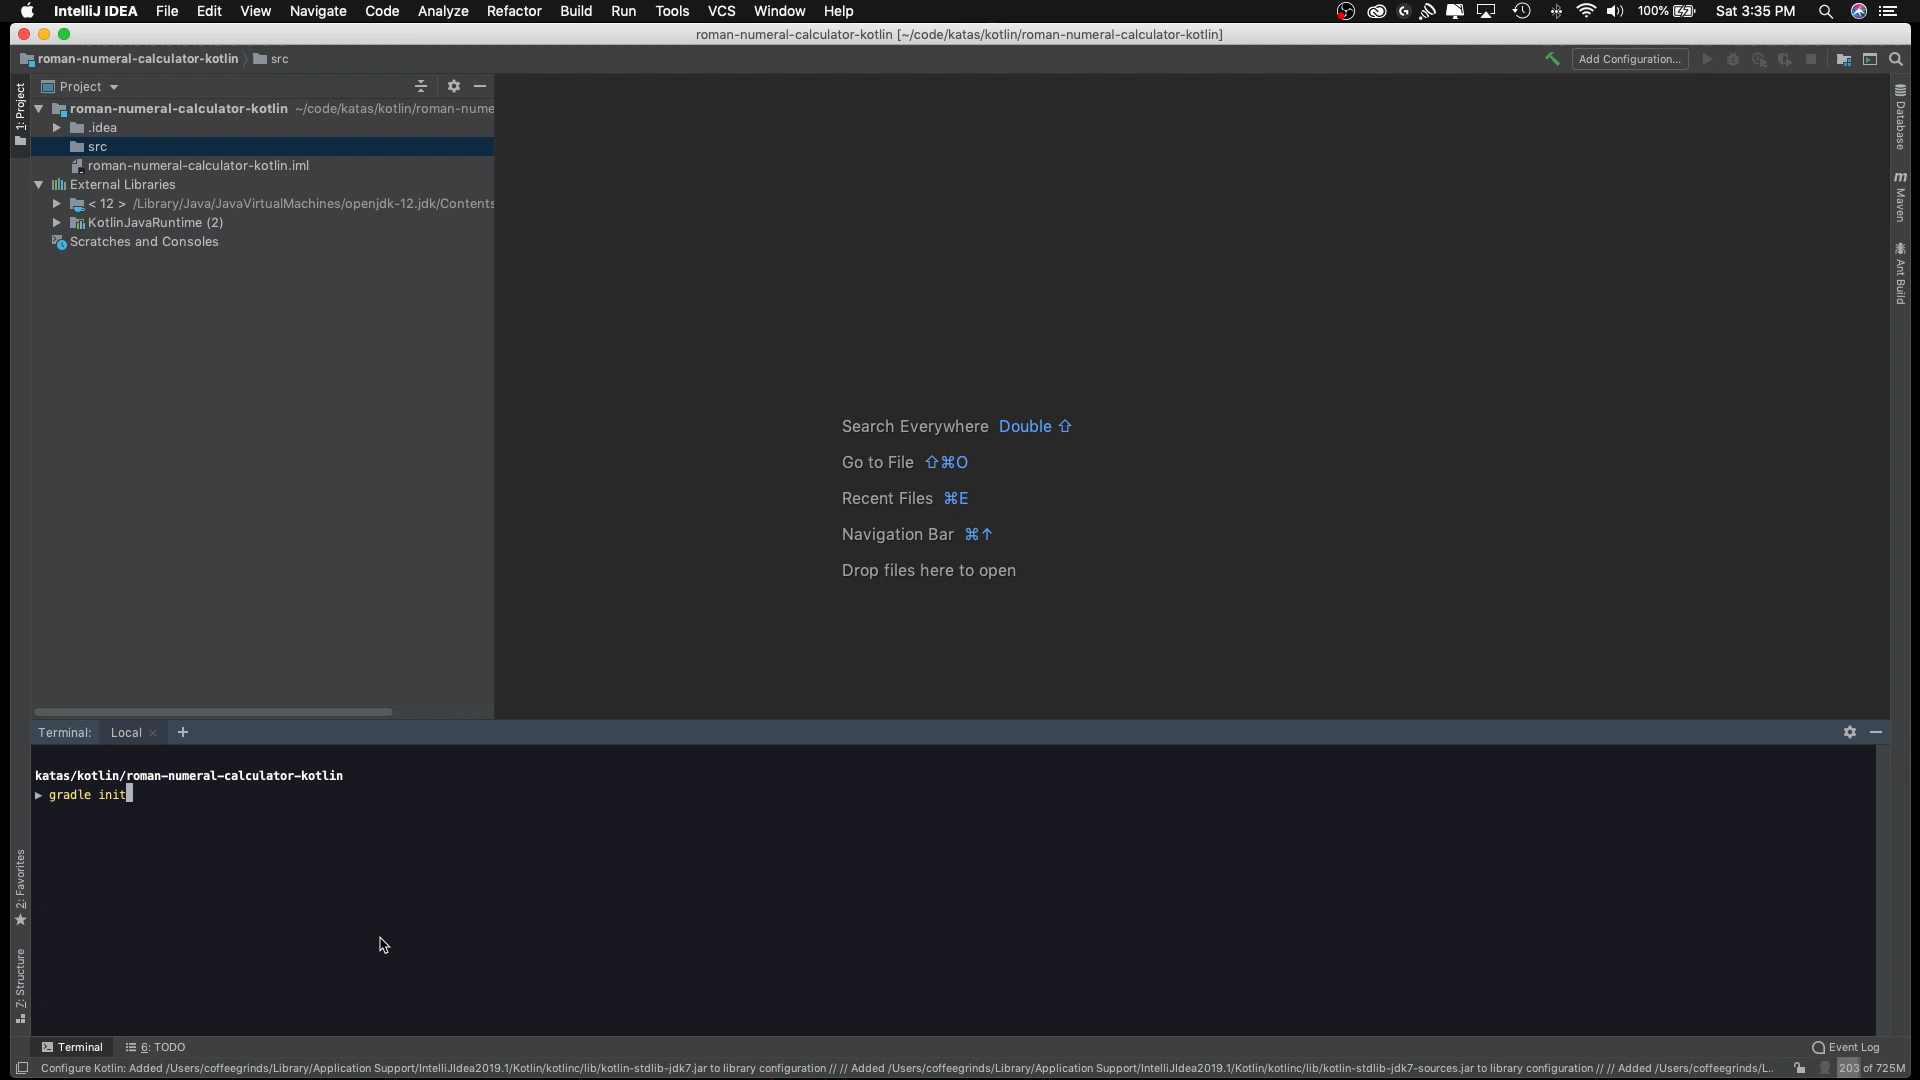 IntelliJ IDEA File Edit View Navigate Code Analyze Refactor Build Run Tools VCS Window Help 100% Sat 3:35 PM
roman-numeral-calculator-kotlin [~/code/katas/kotlin/roman-numeral-calculator-kotlin]
roman-numeral-calculator-kotlin src Add Configuration...
1: Project
Project
roman-numeral-calculator-kotlin ~/code/katas/kotlin/roman-nume
.idea
src
roman-numeral-calculator-kotlin.iml
External Libraries
< 12 > /Library/Java/JavaVirtualMachines/openjdk-12.jdk/Contents
KotlinJavaRuntime (2)
Scratches and Consoles
Database
Maven
Ant Build
Search Everywhere Double ⇧
Go to File ⇧⌘O
Recent Files ⌘E
Navigation Bar ⌘↑
Drop files here to open
Terminal: Local × +
katas/kotlin/roman-numeral-calculator-kotlin
▶ gradle init
2: Favorites
7: Structure
Terminal 6: TODO Event Log
Configure Kotlin: Added /Users/coffeegrinds/Library/Application Support/IntelliJIdea2019.1/Kotlin/kotlinc/lib/kotlin-stdlib-jdk7.jar to library configuration // // Added /Users/coffeegrinds/Library/Application Support/IntelliJIdea2019.1/Kotlin/kotlinc/lib/kotlin-stdlib-jdk7-sources.jar to library configuration // // Added /Users/coffeegrinds/L... 203 of 725M